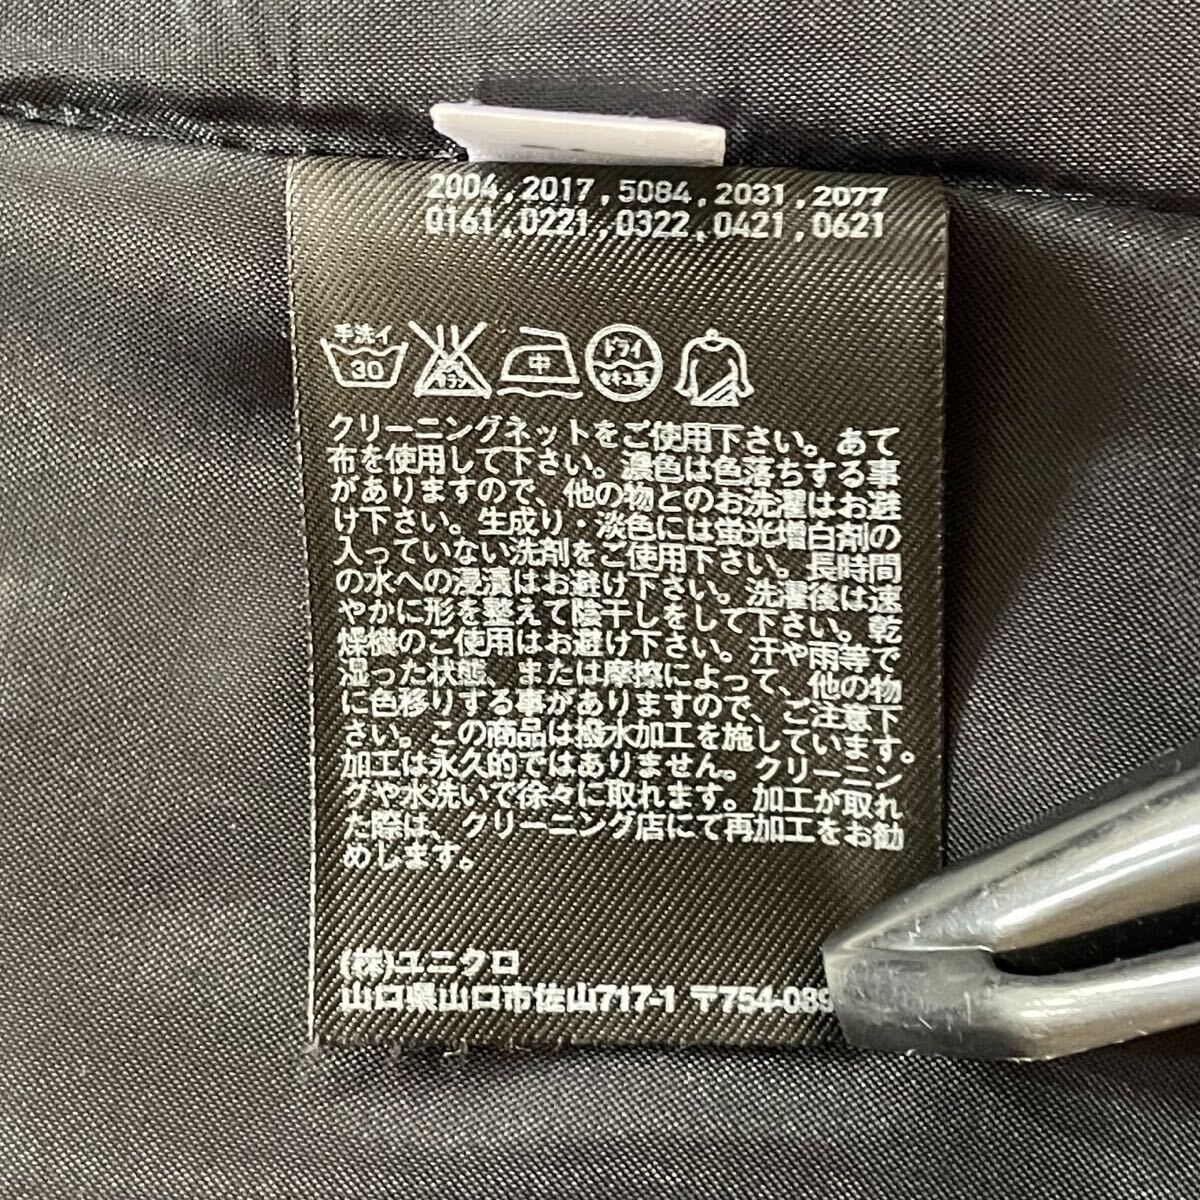 2004,2017,5084,2031,2077
0161,0221,0322,0421,0621
手洗イ 30 エンソサラシ 中 ドライ セキユ系
クリーニングネットをご使用下さい。あて
布を使用して下さい。濃色は色落ちする事
がありますので、他の物とのお洗濯はお避
け下さい。生成り・淡色には蛍光増白剤の
入っていない洗剤をご使用下さい。長時間
の水への浸漬はお避け下さい。洗濯後は速
やかに形を整えて陰干しをして下さい。乾
燥機のご使用はお避け下さい。汗や雨等で
湿った状態、または摩擦によって、他の物
に色移りする事がありますので、ご注意下
さい。この商品は撥水加工を施しています。
加工は永久的ではありません。クリーニン
グや水洗いで徐々に取れます。加工が取れ
た際は、クリーニング店にて再加工をお勧
めします。
(株)ユニクロ
山口県山口市佐山717-1 〒754-089